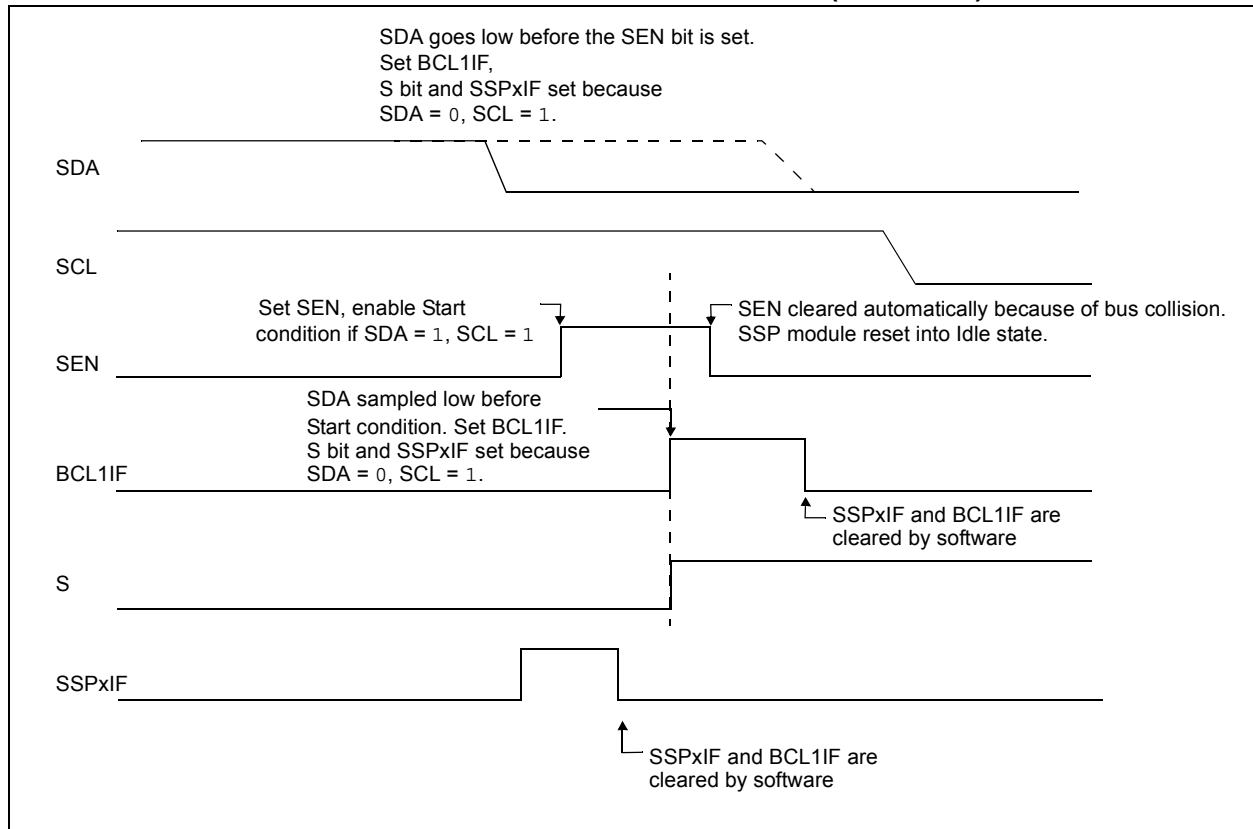 SDA goes low before the SEN bit is set.
Set BCL1IF,
S bit and SSPxIF set because
SDA = 0, SCL = 1.
SDA
SCL
Set SEN, enable Start
condition if SDA = 1, SCL = 1
SEN cleared automatically because of bus collision.
SSP module reset into Idle state.
SEN
SDA sampled low before
Start condition. Set BCL1IF.
S bit and SSPxIF set because
SDA = 0, SCL = 1.
BCL1IF
SSPxIF and BCL1IF are
cleared by software
S
SSPxIF
SSPxIF and BCL1IF are
cleared by software